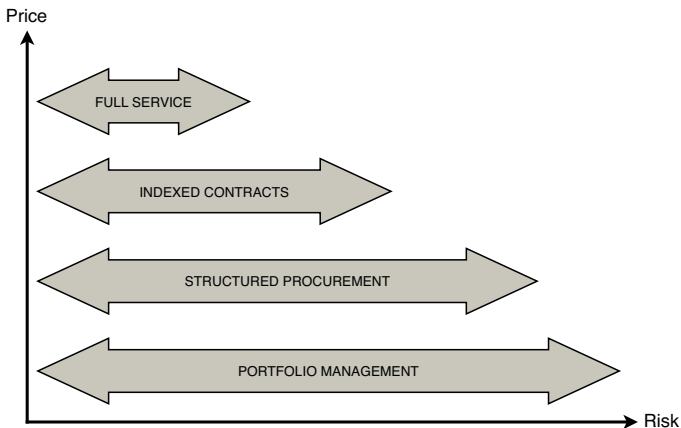 Price
FULL SERVICE
INDEXED CONTRACTS
STRUCTURED PROCUREMENT
PORTFOLIO MANAGEMENT
Risk